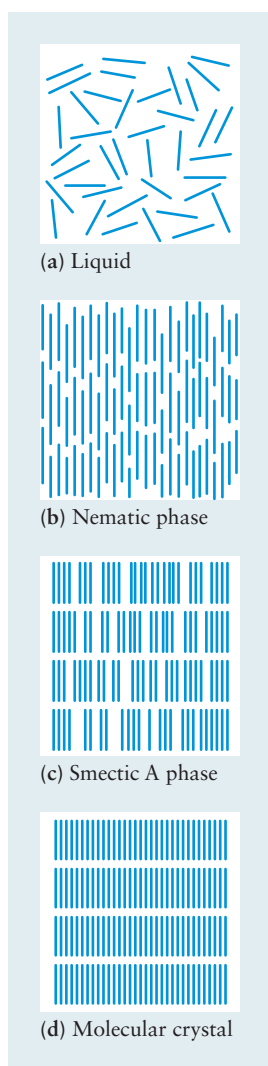 (a) Liquid
(b) Nematic phase
(c) Smectic A phase
(d) Molecular crystal